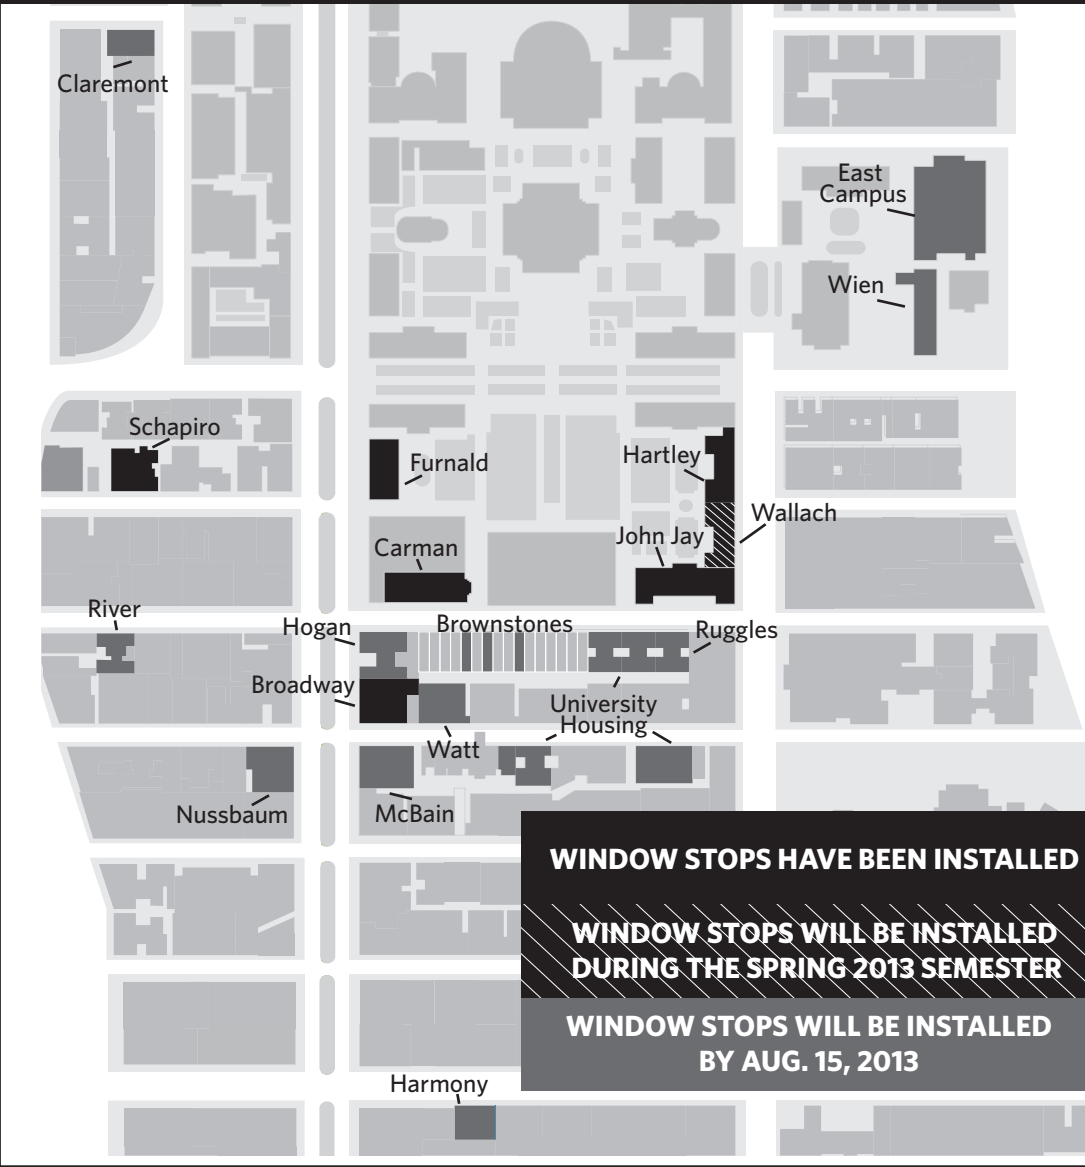 Claremont
East
Campus
Wien
Schapiro
Furnald
Hartley
Wallach
John Jay
Carman
River
Hogan
Brownstones
Ruggles
Broadway
University
Housing
Watt
Nussbaum
McBain
WINDOW STOPS HAVE BEEN INSTALLED
WINDOW STOPS WILL BE INSTALLED
DURING THE SPRING 2013 SEMESTER
WINDOW STOPS WILL BE INSTALLED
BY AUG. 15, 2013
Harmony